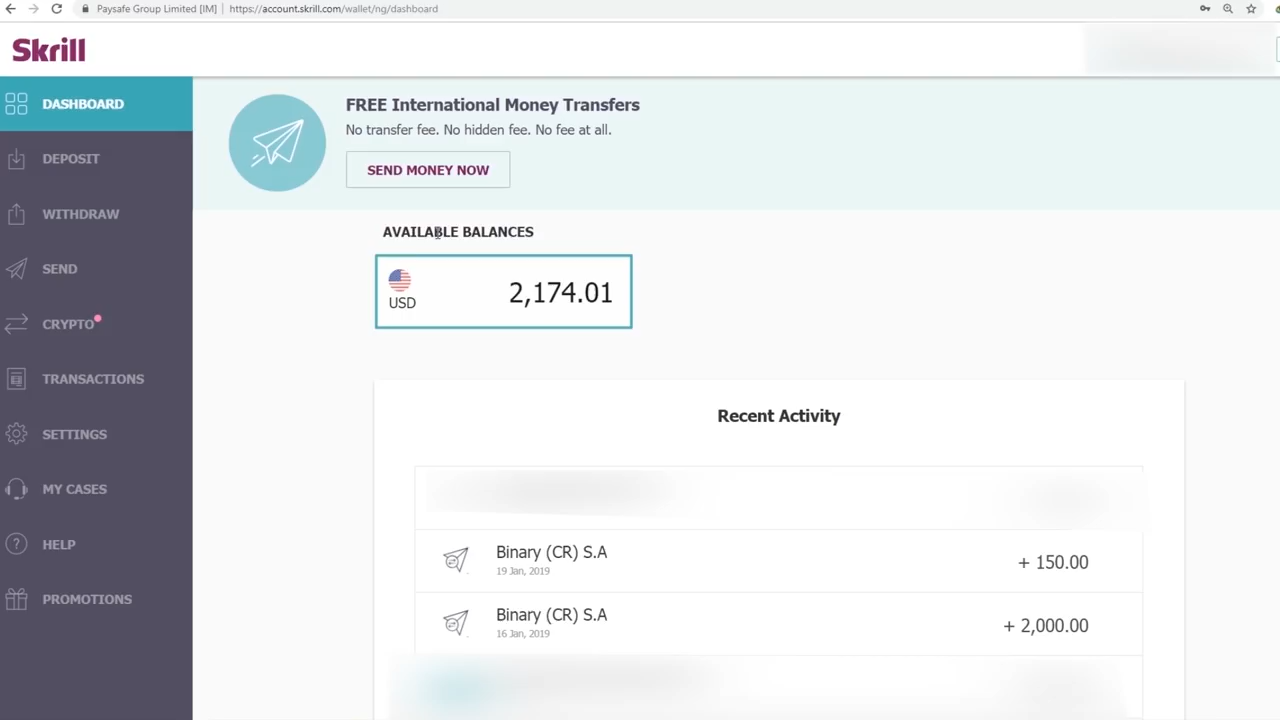 Paysafe Group Limited [IM] | https://account.skrill.com/wallet/ng/dashboard
Skrill
DASHBOARD
DEPOSIT
WITHDRAW
SEND
CRYPTO
TRANSACTIONS
SETTINGS
MY CASES
HELP
PROMOTIONS
FREE International Money Transfers
No transfer fee. No hidden fee. No fee at all.
SEND MONEY NOW
AVAILABLE BALANCES
USD 2,174.01
Recent Activity
Binary (CR) S.A + 150.00
19 Jan, 2019
Binary (CR) S.A + 2,000.00
16 Jan, 2019